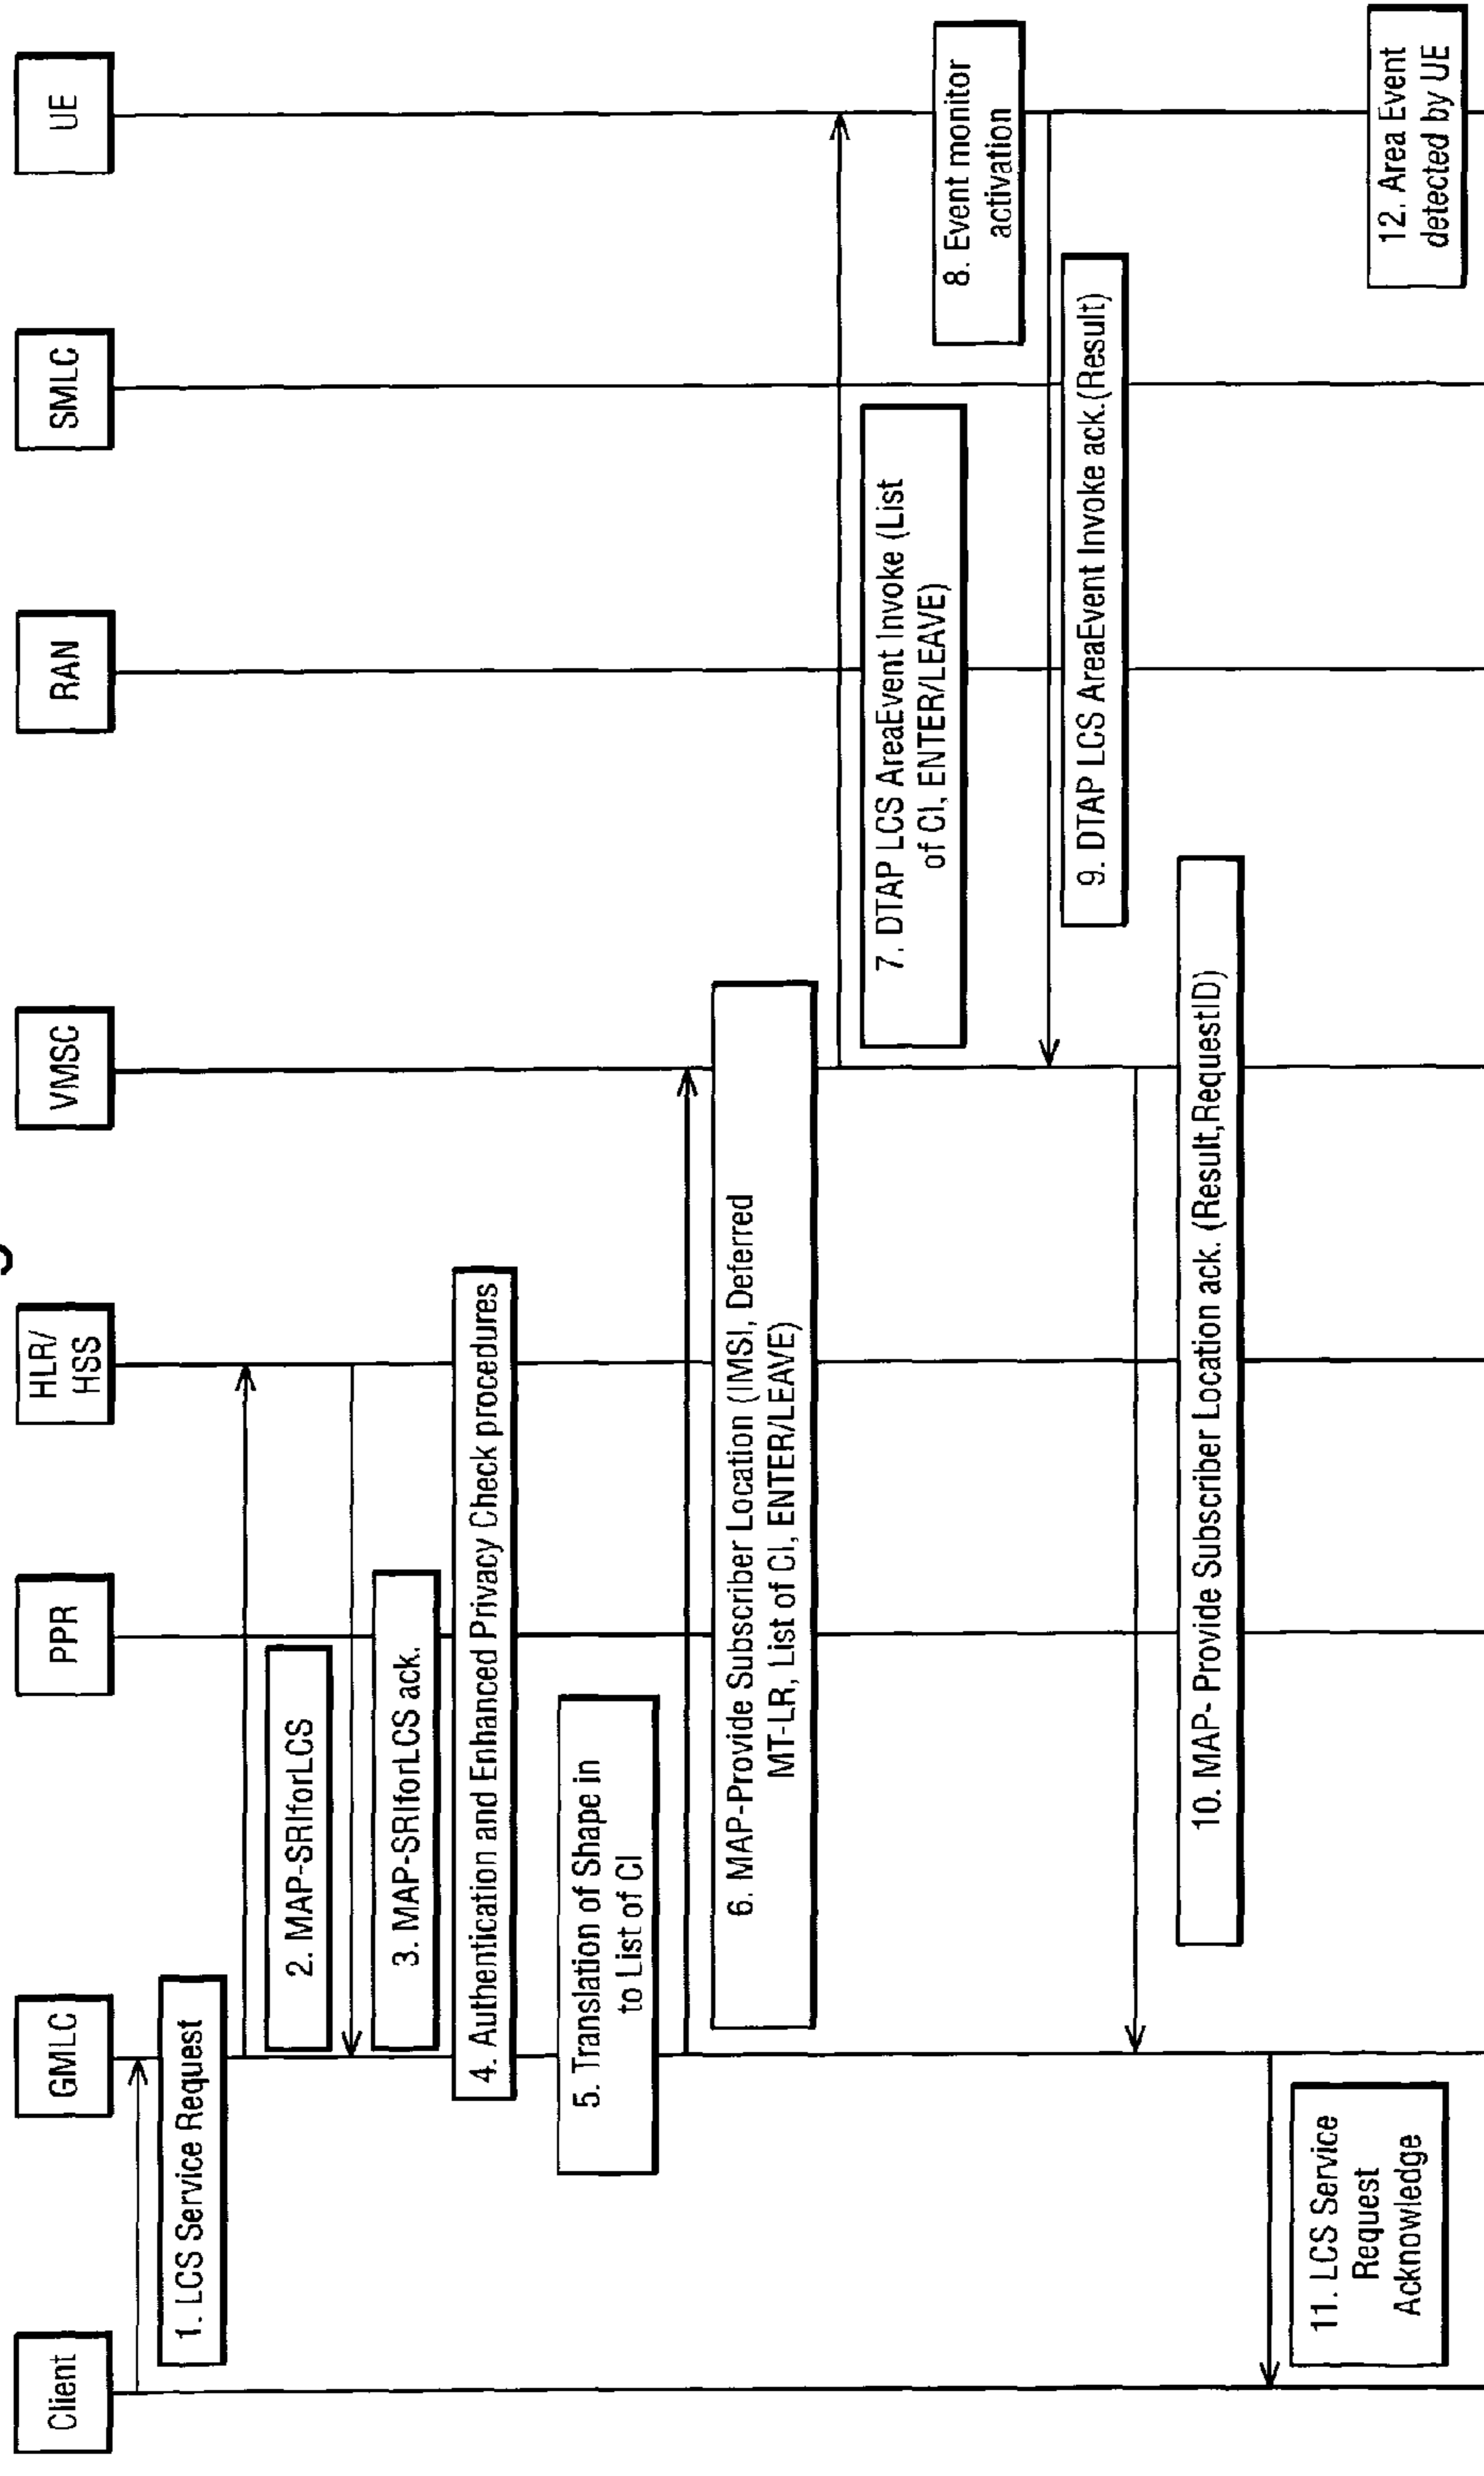 Client
GMLC
PPR
HLR/
HSS
VMSC
RAN
SMLC
UE
1. LCS Service Request
2. MAP-SRIforLCS
3. MAP-SRIforLCS ack.
4. Authentication and Enhanced Privacy Check procedures
5. Translation of Shape in
to List of CI
6. MAP-Provide Subscriber Location (IMSI, Deferred
MT-LR, List of CI, ENTER/LEAVE)
7. DTAP LCS AreaEvent Invoke (List
of CI, ENTER/LEAVE)
8. Event monitor
activation
9. DTAP LCS AreaEvent Invoke ack.(Result)
10. MAP- Provide Subscriber Location ack. (Result,RequestID)
11. LCS Service
Request
Acknowledge
12. Area Event
detected by UE